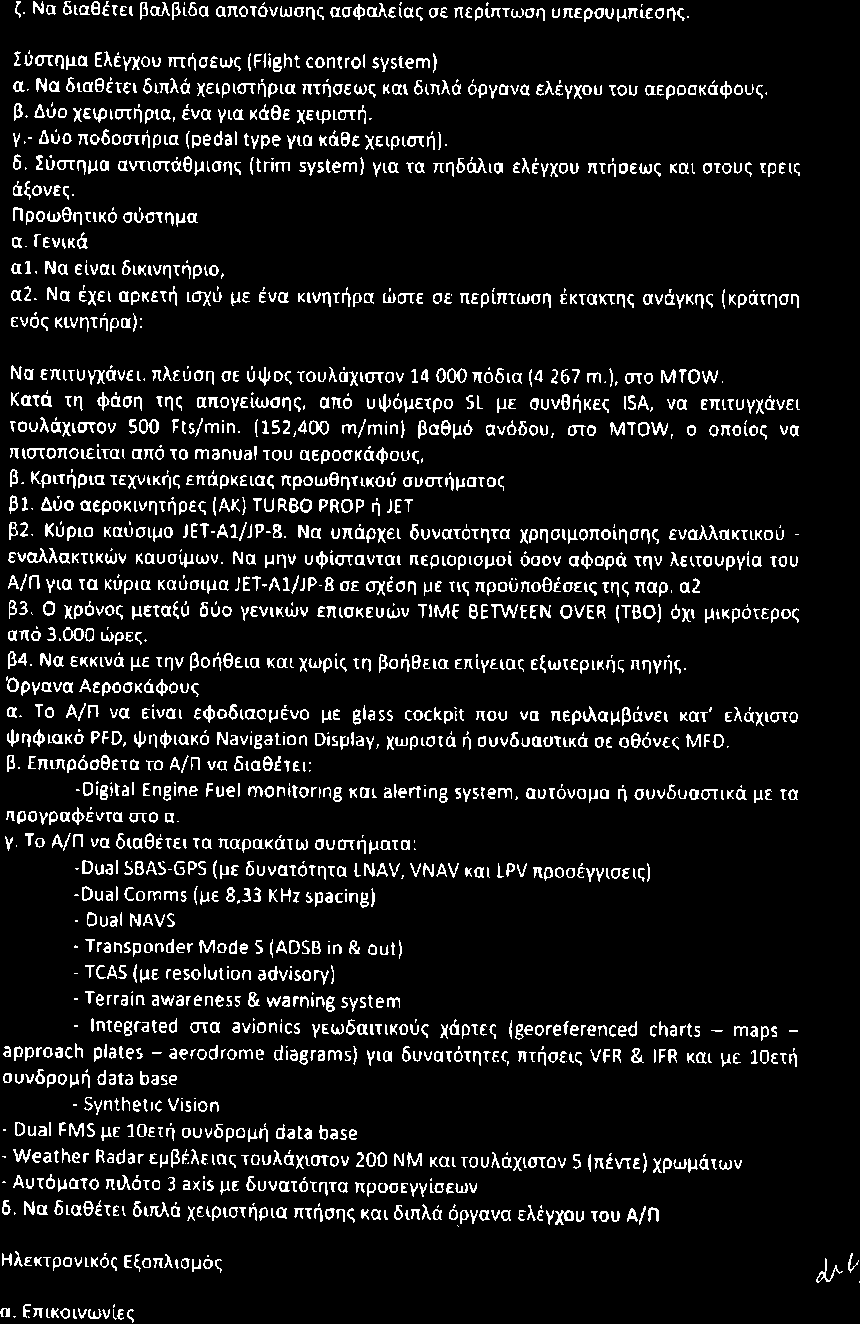 ζ. Να διαθέτει βαλβίδα αποτόνωσης ασφαλείας σε περίπτωση υπερσυμπίεσης.
Σύστημα Ελέγχου πτήσεως (Flight control system)
α. Να διαθέτει διπλά χειριστήρια πτήσεως και διπλά όργανα ελέγχου του αεροσκάφους.
β. Δύο χειριστήρια, ένα για κάθε χειριστή.
γ.- Δύο ποδοστήρια (pedal type για κάθε χειριστή).
δ. Σύστημα αντιστάθμισης (trim system) για τα πηδάλια ελέγχου πτήσεως και στους τρεις
άξονες.
Προωθητικό σύστημα
α. Γενικά
α1. Να είναι δικινητήριο,
α2. Να έχει αρκετή ισχύ με ένα κινητήρα ώστε σε περίπτωση έκτακτης ανάγκης (κράτηση
ενός κινητήρα):
Να επιτυγχάνει. πλεύση σε ύψος τουλάχιστον 14 000 πόδια (4 267 m.), στο MTOW.
Κατά τη φάση της απογείωσης, από υψόμετρο SL με συνθήκες ISA, να επιτυγχάνει
τουλάχιστον 500 Fts/min. (152,400 m/min) βαθμό ανόδου, στο MTOW, ο οποίος να
πιστοποιείται από το manual του αεροσκάφους,
β. Κριτήρια τεχνικής επάρκειας προωθητικού συστήματος
β1. Δύο αεροκινητήρες (ΑΚ) TURBO PROP ή JET
β2. Κύριο καύσιμο JET-A1/JP-8. Να υπάρχει δυνατότητα χρησιμοποίησης εναλλακτικού -
εναλλακτικών καυσίμων. Να μην υφίστανται περιορισμοί όσον αφορά την λειτουργία του
Α/Π για τα κύρια καύσιμα JET-A1/JP-8 σε σχέση με τις προϋποθέσεις της παρ. α2
β3. Ο χρόνος μεταξύ δύο γενικών επισκευών TIME BETWEEN OVER (TBO) όχι μικρότερος
από 3.000 ώρες.
β4. Να εκκινά με την βοήθεια και χωρίς τη βοήθεια επίγειας εξωτερικής πηγής.
Όργανα Αεροσκάφους
α. Το Α/Π να είναι εφοδιασμένο με glass cockpit που να περιλαμβάνει κατ' ελάχιστο
ψηφιακό PFD, ψηφιακό Navigation Display, χωριστά ή συνδυαστικά σε οθόνες MFD.
β. Επιπρόσθετα το Α/Π να διαθέτει:
-Digital Engine Fuel monitoring και alerting system, αυτόνομα ή συνδυαστικά με τα
προγραφέντα στο α.
γ. Το Α/Π να διαθέτει τα παρακάτω συστήματα:
-Dual SBAS-GPS (με δυνατότητα LNAV, VNAV και LPV προσέγγισεις)
-Dual Comms (με 8,33 KHz spacing)
- Dual NAVS
- Transponder Mode S (ADSB in & out)
- TCAS (με resolution advisory)
- Terrain awareness & warning system
- Integrated στα avionics γεωδαιτικούς χάρτες (georeferenced charts – maps –
approach plates – aerodrome diagrams) για δυνατότητες πτήσεις VFR & IFR και με 10ετή
συνδρομή data base
- Synthetic Vision
- Dual FMS με 10ετή συνδρομή data base
- Weather Radar εμβέλειας τουλάχιστον 200 NM και τουλάχιστον 5 (πέντε) χρωμάτων
- Αυτόματο πιλότο 3 axis με δυνατότητα προσεγγίσεων
δ. Να διαθέτει διπλά χειριστήρια πτήσης και διπλά όργανα ελέγχου του Α/Π
Ηλεκτρονικός Εξοπλισμός
α. Επικοινωνίες